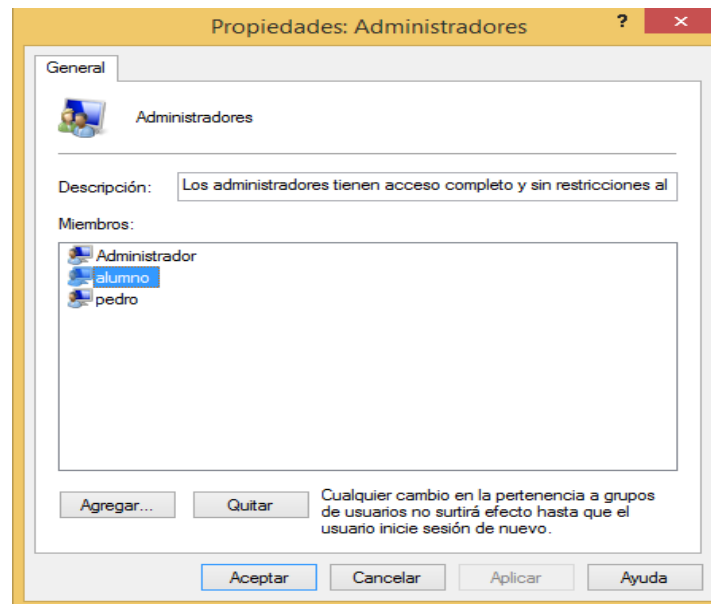 Propiedades: Administradores
?
General
Administradores
Descripción:
Los administradores tienen acceso completo y sin restricciones al
Miembros:
Administrador
alumno
pedro
Agregar...
Quitar
Cualquier cambio en la pertenencia a grupos
de usuarios no surtirá efecto hasta que el
usuario inicie sesión de nuevo.
Aceptar
Cancelar
Aplicar
Ayuda